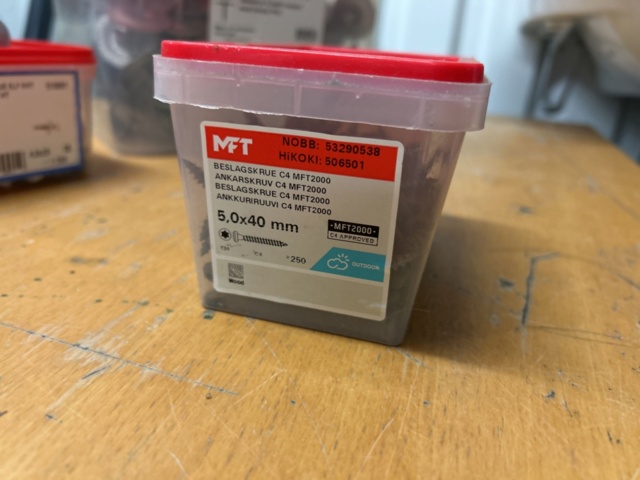 MFT
NOBB: 53290538
HiKOKI: 506501
BESLAGSKRUE C4 MFT2000
ANKARSKRUV C4 MFT2000
BESLAGSKRUE C4 MFT2000
ANKKURIRUUVI C4 MFT2000
5,0x40 mm
·MFT2000·
C4 APPROVED
C4
250
OUTDOOR